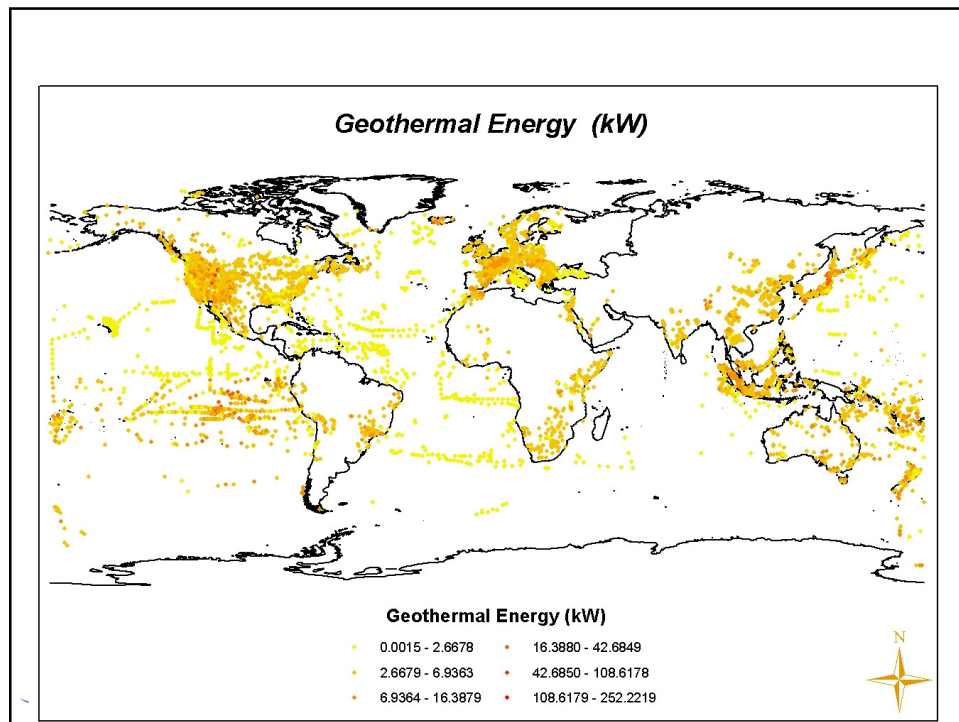 Geothermal Energy (kW)
Geothermal Energy (kW)
0.0015 - 2.6678
2.6679 - 6.9363
6.9364 - 16.3879
16.3880 - 42.6849
42.6850 - 108.6178
108.6179 - 252.2219
N